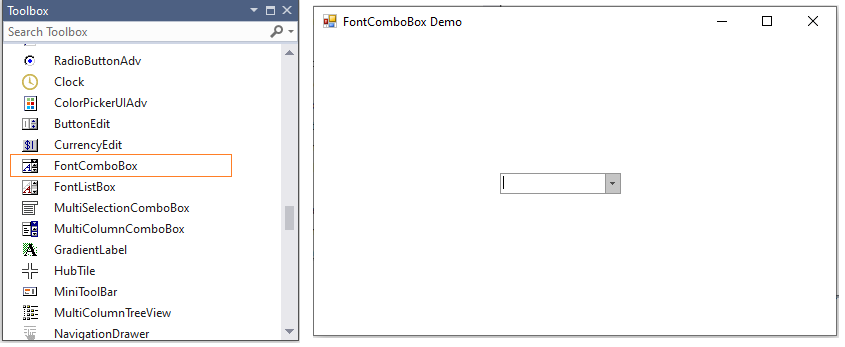 Toolbox
Search Toolbox
RadioButtonAdv
Clock
ColorPickerUIAdv
ButtonEdit
CurrencyEdit
FontComboBox
FontListBox
MultiSelectionComboBox
MultiColumnComboBox
GradientLabel
HubTile
MiniToolBar
MultiColumnTreeView
NavigationDrawer
FontComboBox Demo